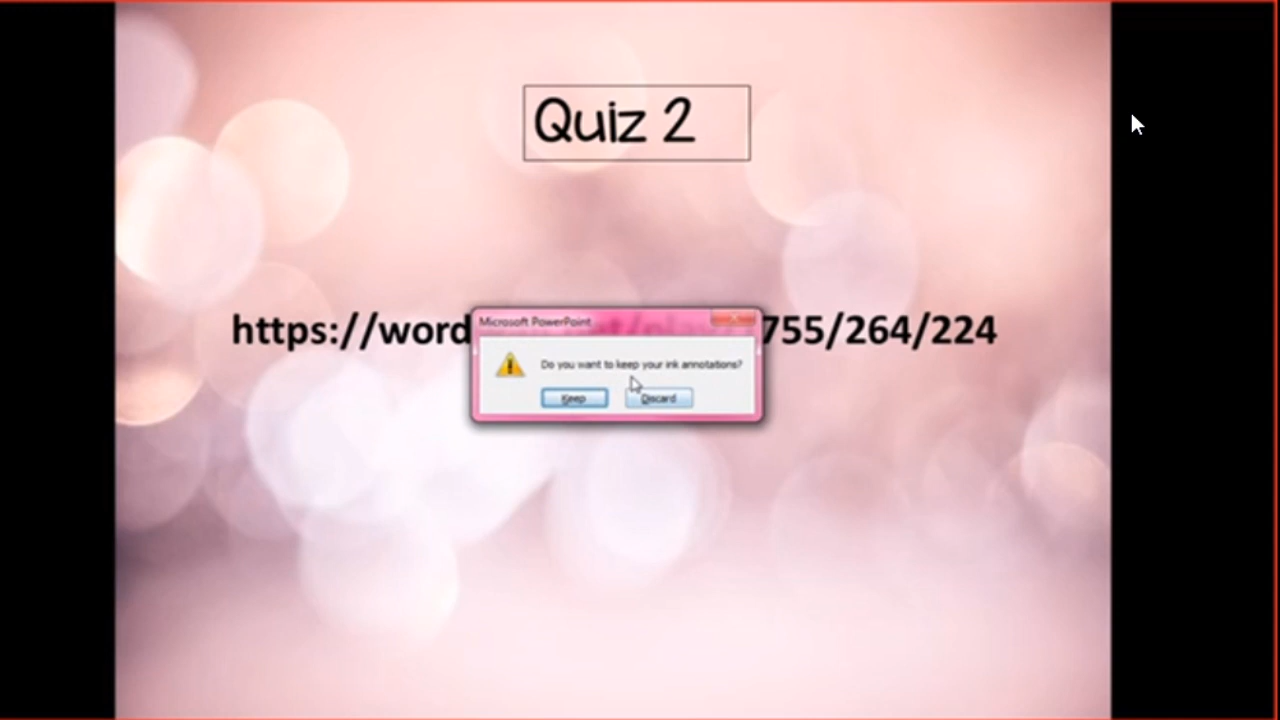 Quiz 2
https://word
755/264/224
Microsoft PowerPoint
Do you want to keep your ink annotations?
Keep
Discard